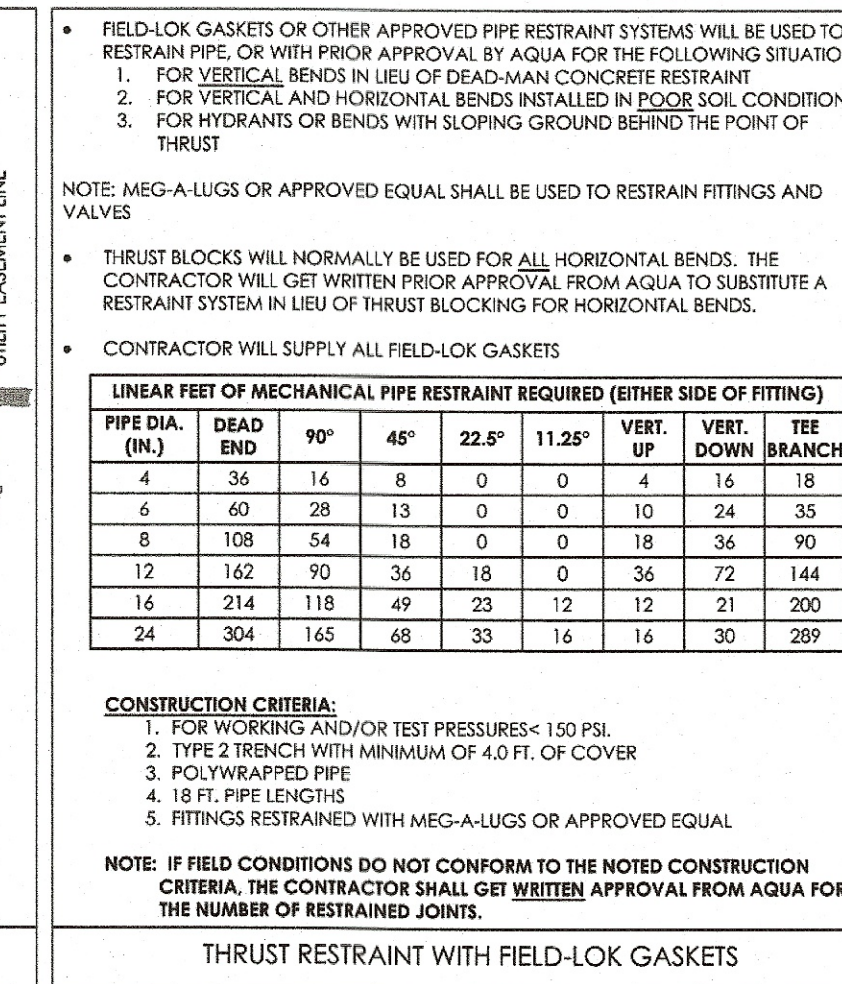 UTILITY EASEMENT LINE
• FIELD-LOK GASKETS OR OTHER APPROVED PIPE RESTRAINT SYSTEMS WILL BE USED TO
RESTRAIN PIPE, OR WITH PRIOR APPROVAL BY AQUA FOR THE FOLLOWING SITUATIO
1. FOR VERTICAL BENDS IN LIEU OF DEAD-MAN CONCRETE RESTRAINT
2. FOR VERTICAL AND HORIZONTAL BENDS INSTALLED IN POOR SOIL CONDITION
3. FOR HYDRANTS OR BENDS WITH SLOPING GROUND BEHIND THE POINT OF
THRUST
NOTE: MEG-A-LUGS OR APPROVED EQUAL SHALL BE USED TO RESTRAIN FITTINGS AND
VALVES
• THRUST BLOCKS WILL NORMALLY BE USED FOR ALL HORIZONTAL BENDS. THE
CONTRACTOR WILL GET WRITTEN PRIOR APPROVAL FROM AQUA TO SUBSTITUTE A
RESTRAINT SYSTEM IN LIEU OF THRUST BLOCKING FOR HORIZONTAL BENDS.
• CONTRACTOR WILL SUPPLY ALL FIELD-LOK GASKETS
LINEAR FEET OF MECHANICAL PIPE RESTRAINT REQUIRED (EITHER SIDE OF FITTING)
PIPE DIA. (IN.) DEAD END 90° 45° 22.5° 11.25° VERT. UP VERT. DOWN TEE BRANCH
4 36 16 8 0 0 4 16 18
6 60 28 13 0 0 10 24 35
8 108 54 18 0 0 18 36 90
12 162 90 36 18 0 36 72 144
16 214 118 49 23 12 12 21 200
24 304 165 68 33 16 16 30 289
CONSTRUCTION CRITERIA:
1. FOR WORKING AND/OR TEST PRESSURES< 150 PSI.
2. TYPE 2 TRENCH WITH MINIMUM OF 4.0 FT. OF COVER
3. POLYWRAPPED PIPE
4. 18 FT. PIPE LENGTHS
5. FITTINGS RESTRAINED WITH MEG-A-LUGS OR APPROVED EQUAL
NOTE: IF FIELD CONDITIONS DO NOT CONFORM TO THE NOTED CONSTRUCTION
CRITERIA, THE CONTRACTOR SHALL GET WRITTEN APPROVAL FROM AQUA FOR
THE NUMBER OF RESTRAINED JOINTS.
THRUST RESTRAINT WITH FIELD-LOK GASKETS